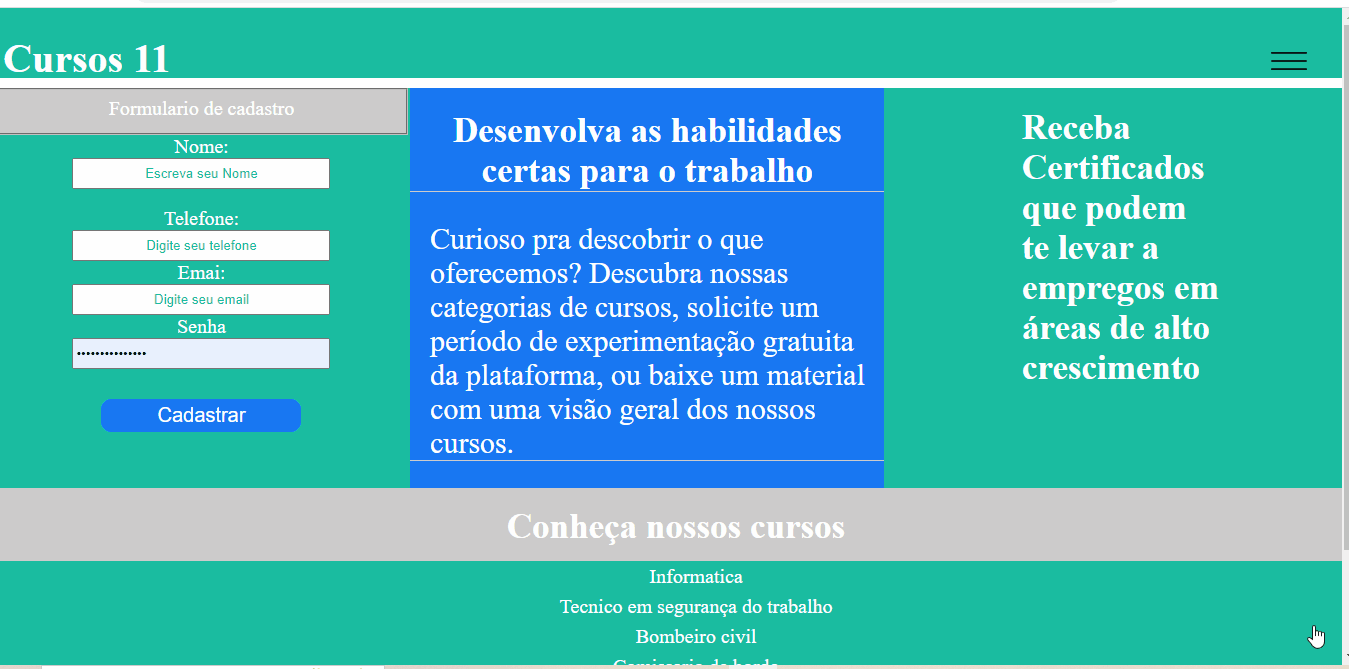 Cursos 11
Formulario de cadastro
Nome:
Escreva seu Nome
Telefone:
Digite seu telefone
Emai:
Digite seu email
Senha
•••••••••••••••
Cadastrar
Desenvolva as habilidades
certas para o trabalho
Curioso pra descobrir o que
oferecemos? Descubra nossas
categorias de cursos, solicite um
período de experimentação gratuita
da plataforma, ou baixe um material
com uma visão geral dos nossos
cursos.
Receba
Certificados
que podem
te levar a
empregos em
áreas de alto
crescimento
Conheça nossos cursos
Informatica
Tecnico em segurança do trabalho
Bombeiro civil